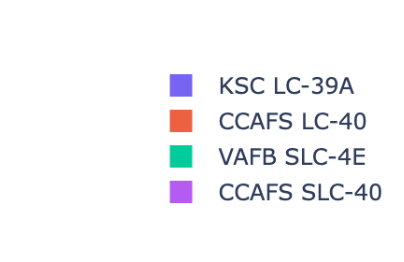 KSC LC-39A
CCAFS LC-40
VAFB SLC-4E
CCAFS SLC-40